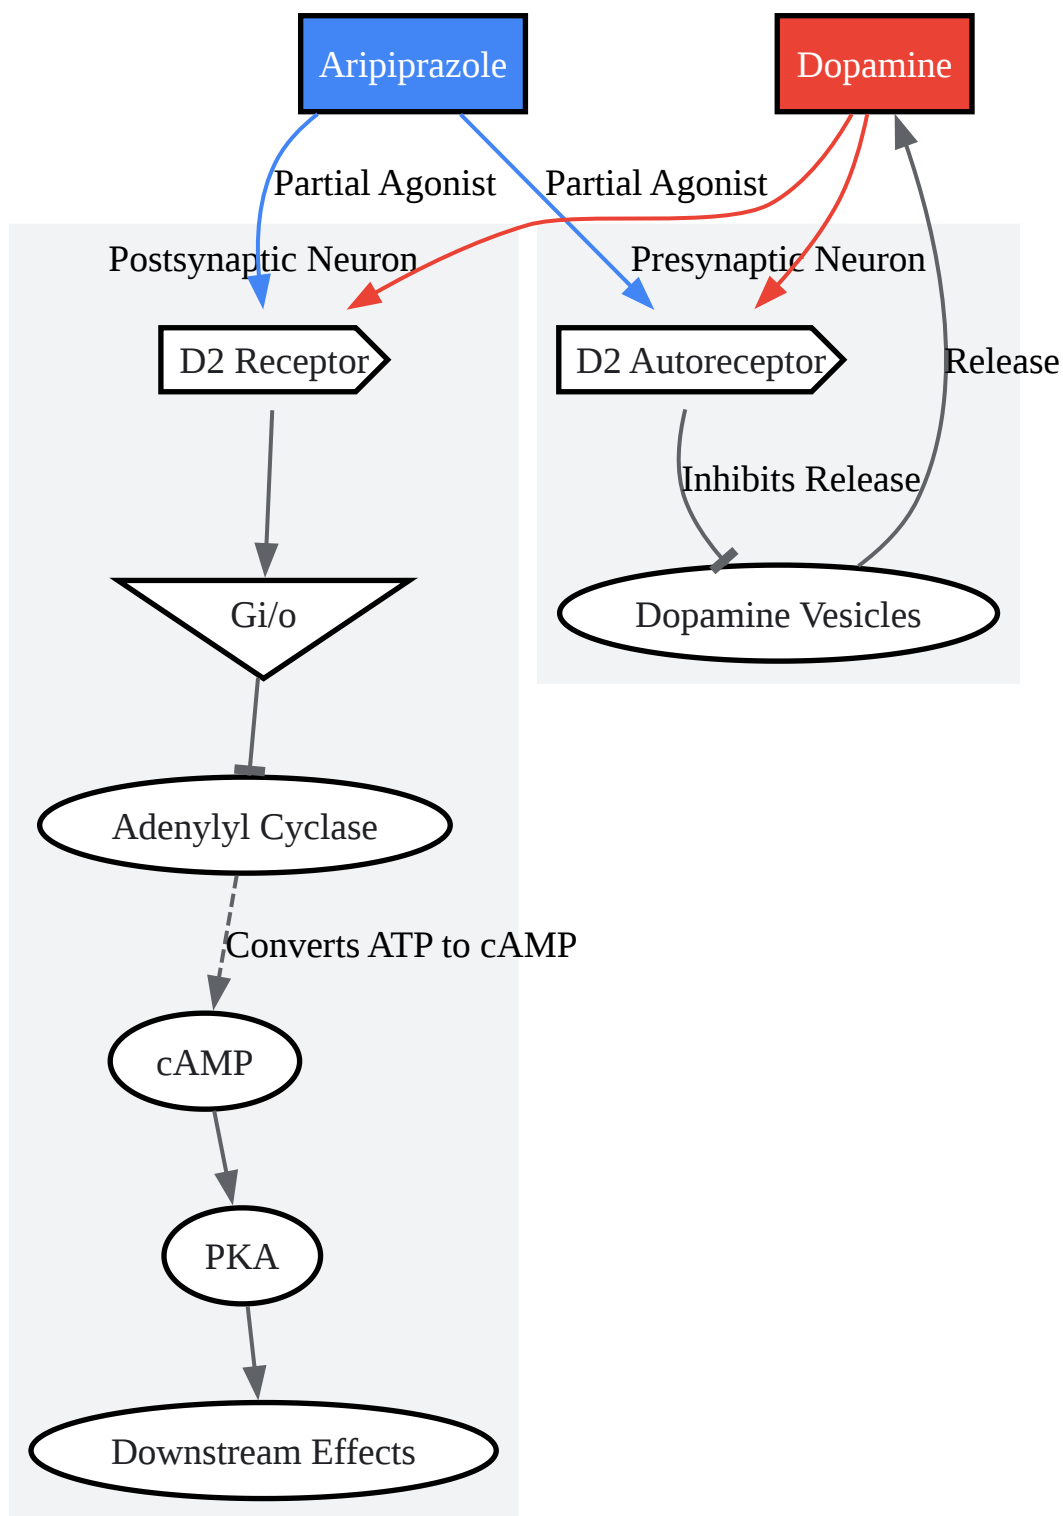 Aripiprazole
Dopamine
Partial Agonist
Partial Agonist
Postsynaptic Neuron
Presynaptic Neuron
D2 Receptor
D2 Autoreceptor
Release
Inhibits Release
Gi/o
Dopamine Vesicles
Adenylyl Cyclase
Converts ATP to cAMP
cAMP
PKA
Downstream Effects